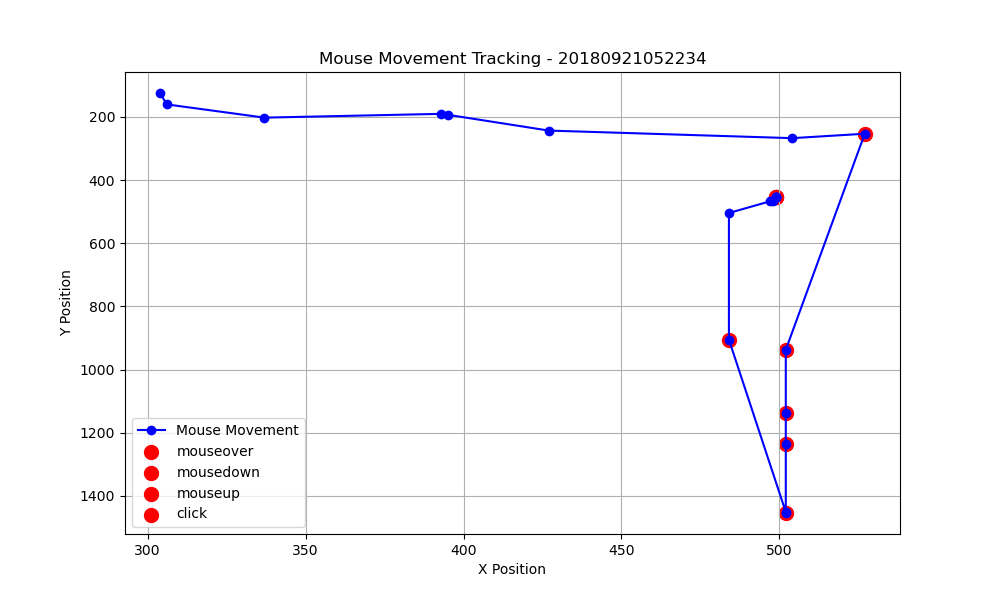 Mouse Movement Tracking - 20180921052234
200
400
600
800
1000
1200
1400
Y Position
Mouse Movement
mouseover
mousedown
mouseup
click
300
350
400
450
500
X Position